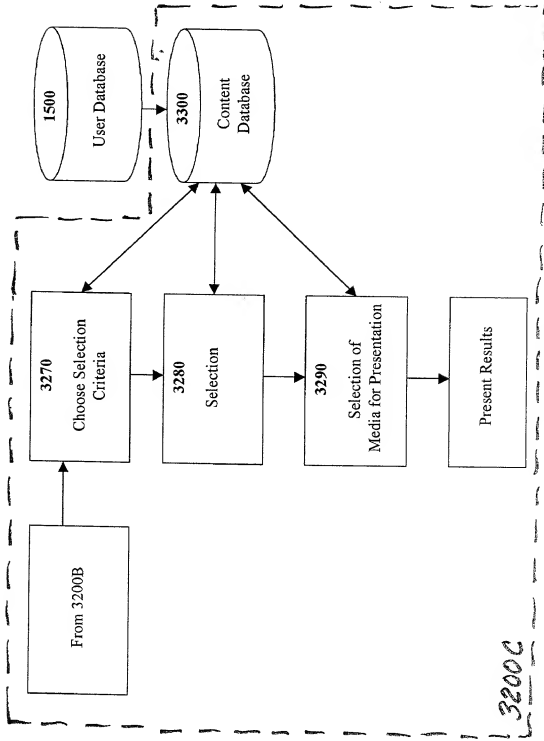 From 3200B
3270
Choose Selection
Criteria
3280
Selection
3290
Selection of
Media for Presentation
Present Results
1500
User Database
3300
Content
Database
3200C